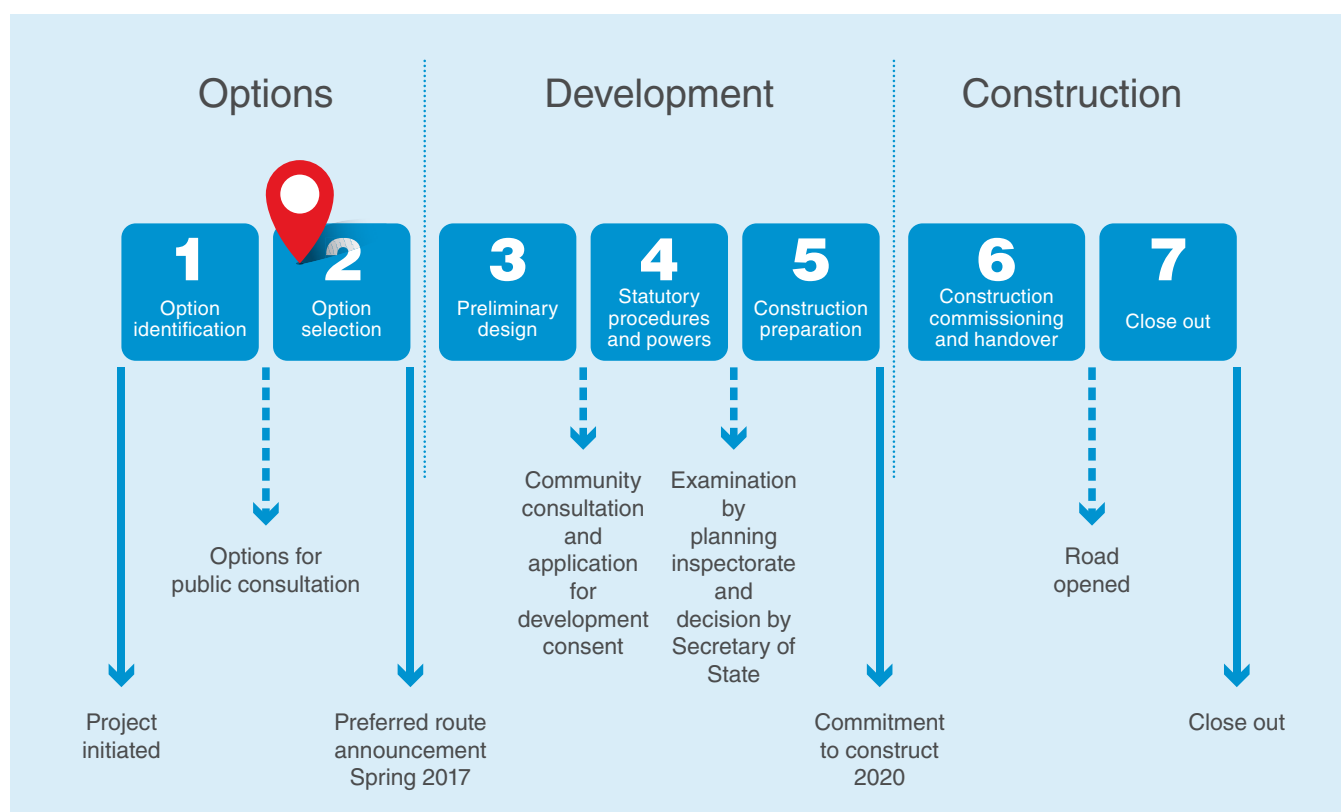 Options
Development
Construction
1
Option
identification
2
Option
selection
3
Preliminary
design
4
Statutory
procedures
and powers
5
Construction
preparation
6
Construction
commissioning
and handover
7
Close out
Project
initiated
Options for
public consultation
Preferred route
announcement
Spring 2017
Community
consultation
and
application
for
development
consent
Examination
by
planning
inspectorate
and
decision by
Secretary of
State
Commitment
to construct
2020
Road
opened
Close out